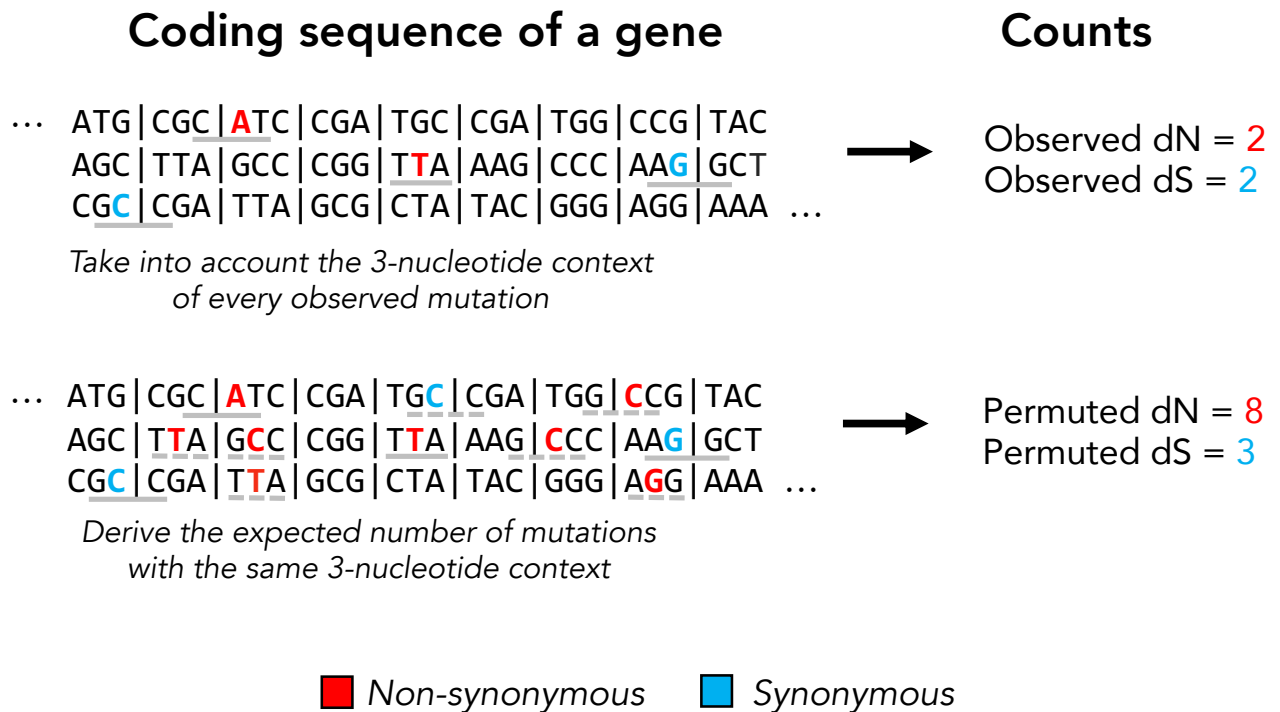 Coding sequence of a gene
Counts
... ATG|CGC|ATC|CGA|TGC|CGA|TGG|CCG|TAC
AGC|TTA|GCC|CGG|TTA|AAG|CCC|AAG|GCT
CGC|CGA|TTA|GCG|CTA|TAC|GGG|AGG|AAA ...
Observed dN = 2
Observed dS = 2
Take into account the 3-nucleotide context
of every observed mutation
... ATG|CGC|ATC|CGA|TGC|CGA|TGG|CCG|TAC
AGC|TTA|GCC|CGG|TTA|AAG|CCC|AAG|GCT
CGC|CGA|TTA|GCG|CTA|TAC|GGG|AGG|AAA ...
Permuted dN = 8
Permuted dS = 3
Derive the expected number of mutations
with the same 3-nucleotide context
Non-synonymous
Synonymous